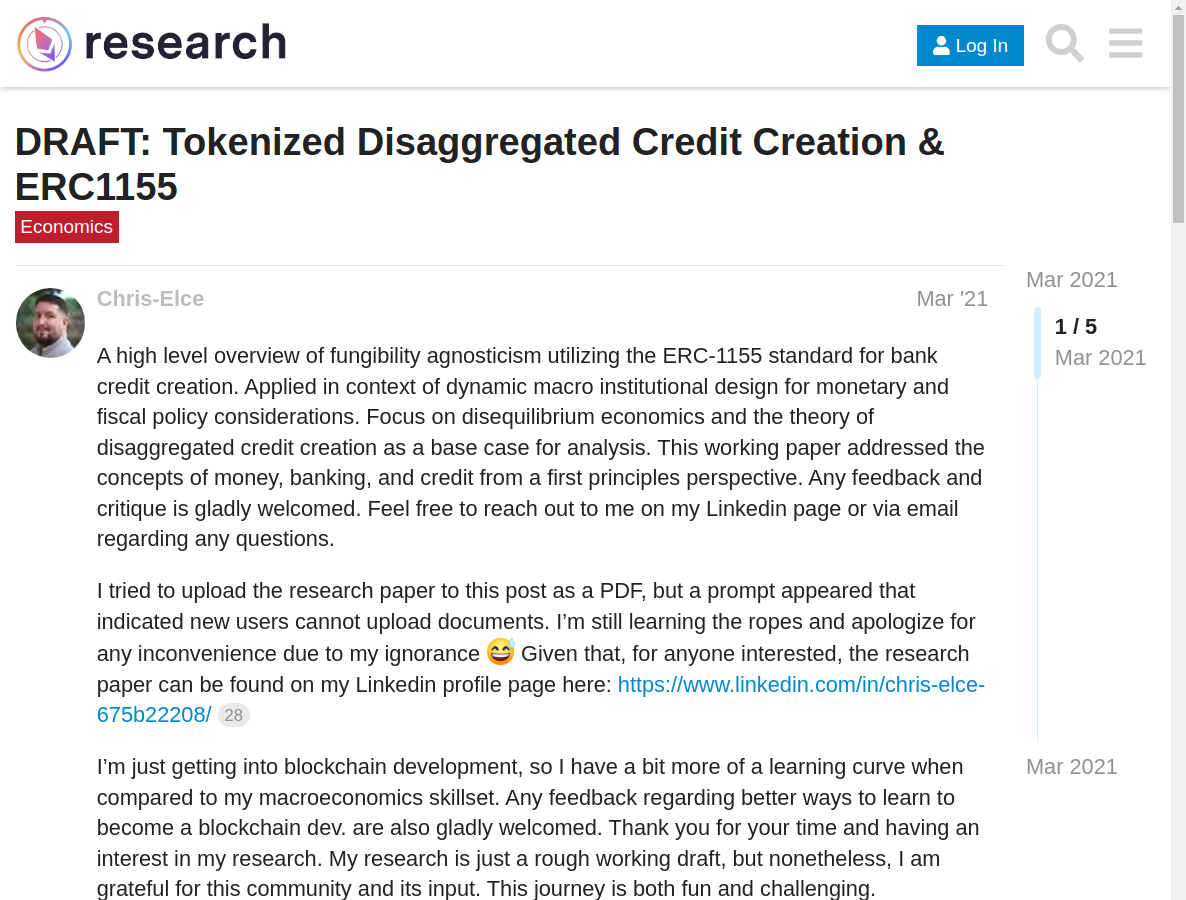 research
Log In
DRAFT: Tokenized Disaggregated Credit Creation &
ERC1155
Economics
Chris-Elce
Mar '21
A high level overview of fungibility agnosticism utilizing the ERC-1155 standard for bank
credit creation. Applied in context of dynamic macro institutional design for monetary and
fiscal policy considerations. Focus on disequilibrium economics and the theory of
disaggregated credit creation as a base case for analysis. This working paper addressed the
concepts of money, banking, and credit from a first principles perspective. Any feedback and
critique is gladly welcomed. Feel free to reach out to me on my Linkedin page or via email
regarding any questions.
I tried to upload the research paper to this post as a PDF, but a prompt appeared that
indicated new users cannot upload documents. I’m still learning the ropes and apologize for
any inconvenience due to my ignorance 😅 Given that, for anyone interested, the research
paper can be found on my Linkedin profile page here: https://www.linkedin.com/in/chris-elce-
675b22208/ 28
I’m just getting into blockchain development, so I have a bit more of a learning curve when
compared to my macroeconomics skillset. Any feedback regarding better ways to learn to
become a blockchain dev. are also gladly welcomed. Thank you for your time and having an
interest in my research. My research is just a rough working draft, but nonetheless, I am
grateful for this community and its input. This journey is both fun and challenging.
Mar 2021
1 / 5
Mar 2021
Mar 2021